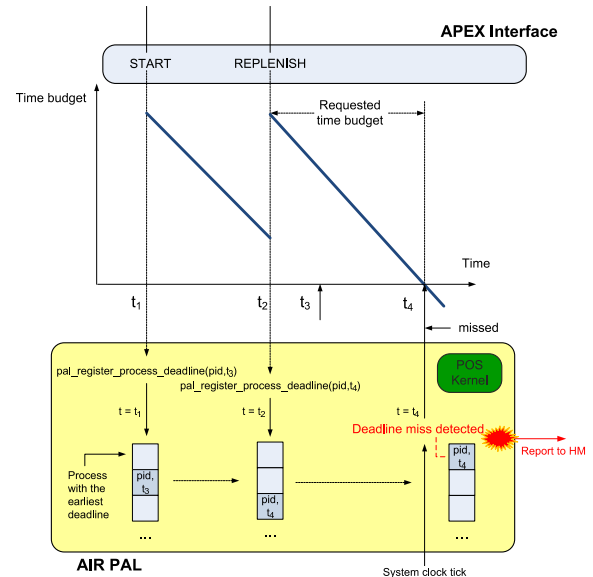 APEX Interface
START
REPLENISH
Time budget
Requested
time budget
Time
t1
t2
t3
t4
missed
POS
Kernel
pal_register_process_deadline(pid,t3)
pal_register_process_deadline(pid,t4)
t = t1
t = t2
t = t4
Deadline miss detected
Report to HM
Process
with the
earliest
deadline
pid,
t3
pid,
t4
pid,
t4
...
...
...
AIR PAL
System clock tick